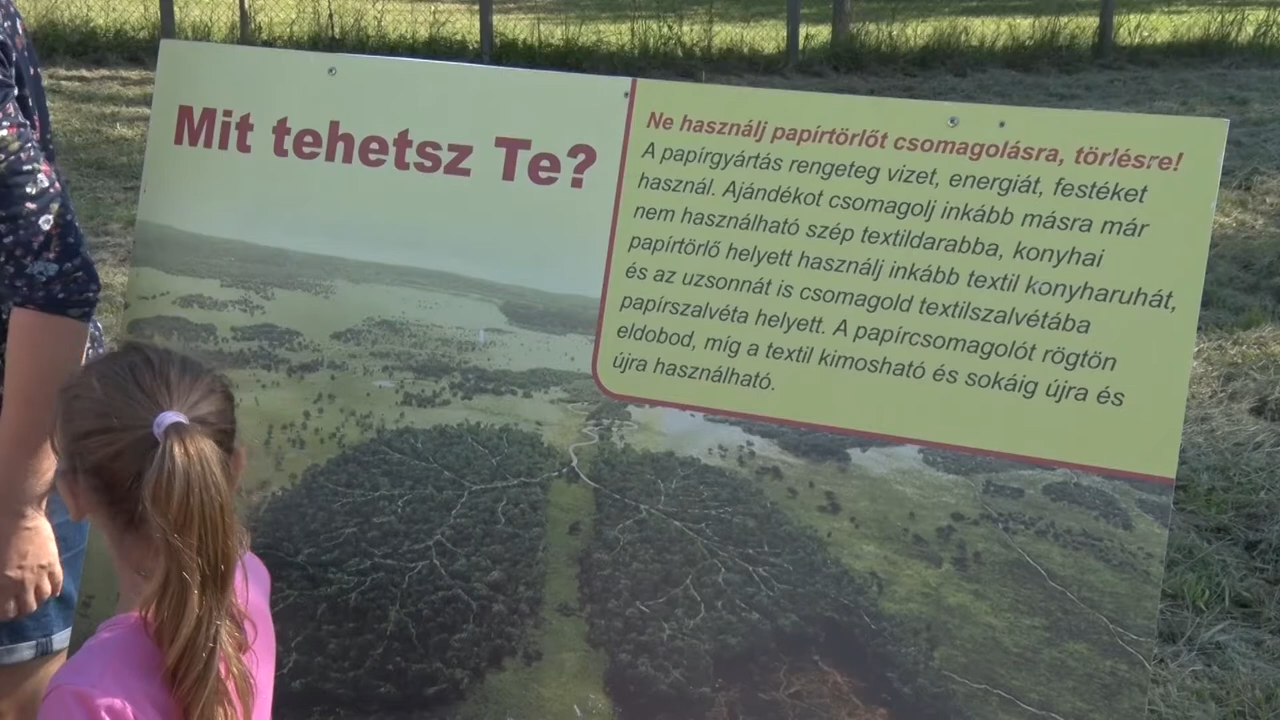 Mit tehetsz Te?
Ne használj papírtörlőt csomagolásra, törlésre!
A papírgyártás rengeteg vizet, energiát, festéket
használ. Ajándékot csomagolj inkább másra már
nem használható szép textildarabba, konyhai
papírtörlő helyett használj inkább textil konyharuhát,
és az uzsonnát is csomagold textilszalvétába
papírszalvéta helyett. A papírcsomagolót rögtön
eldobod, míg a textil kimosható és sokáig újra és
újra használható.